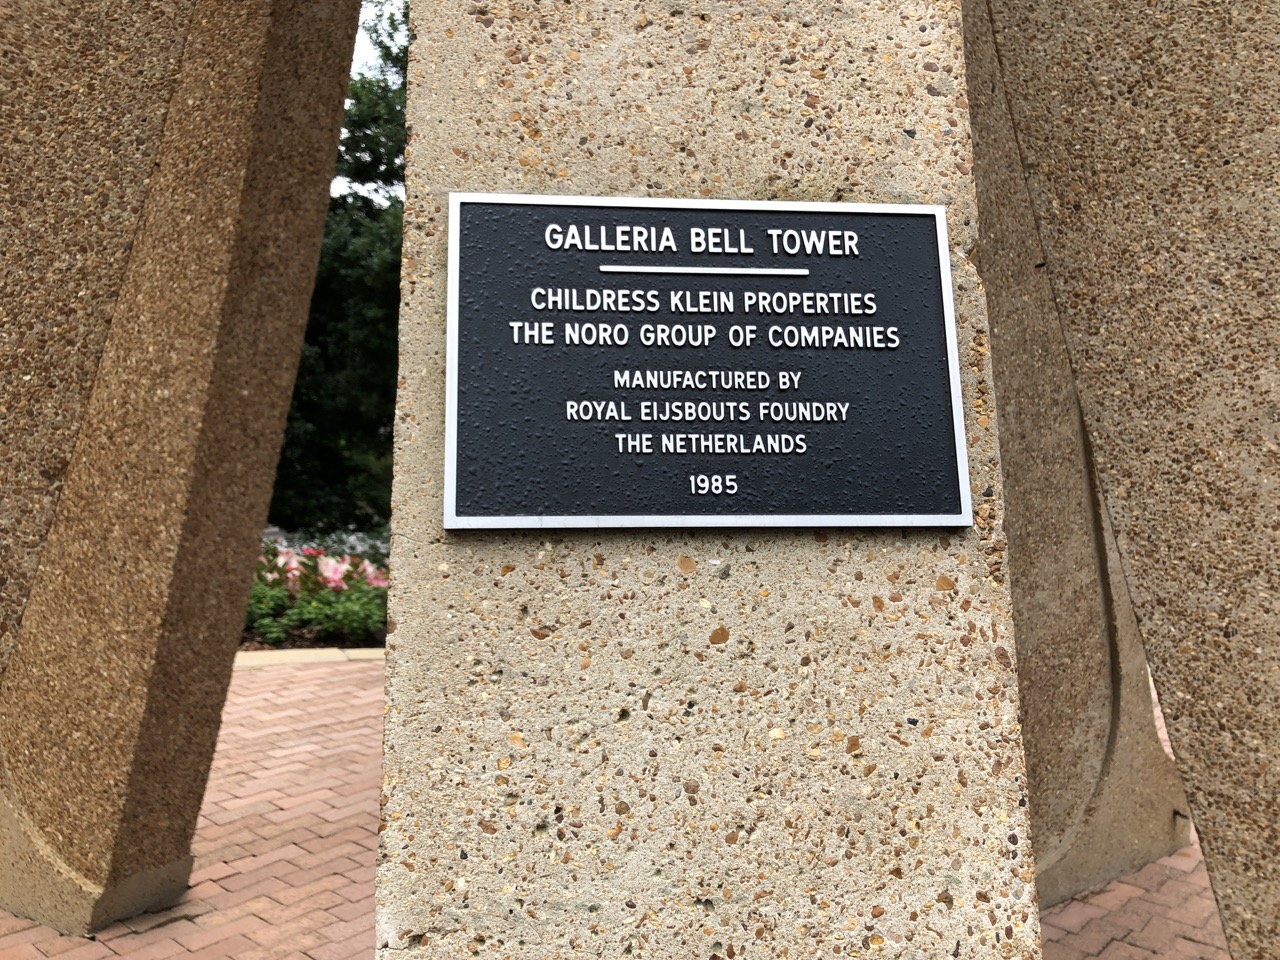 GALLERIA BELL TOWER
CHILDRESS KLEIN PROPERTIES
THE NORO GROUP OF COMPANIES
MANUFACTURED BY
ROYAL EIJSBOUTS FOUNDRY
THE NETHERLANDS
1985